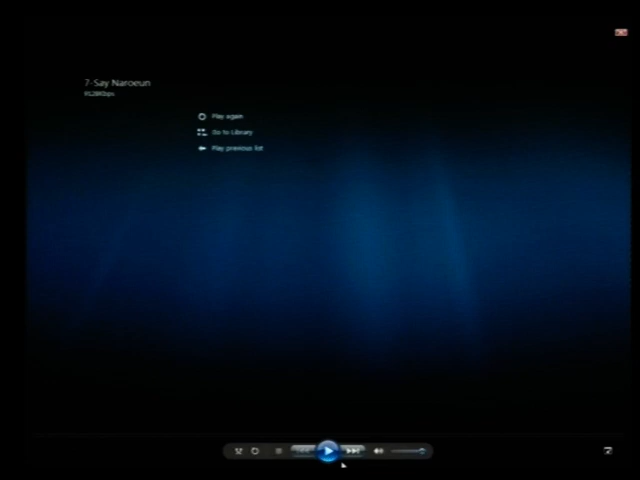 7-Say Naroeun
Play again
Go to Library
Play previous list